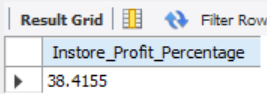 Result Grid Filter Row
Instore_Profit_Percentage
38.4155